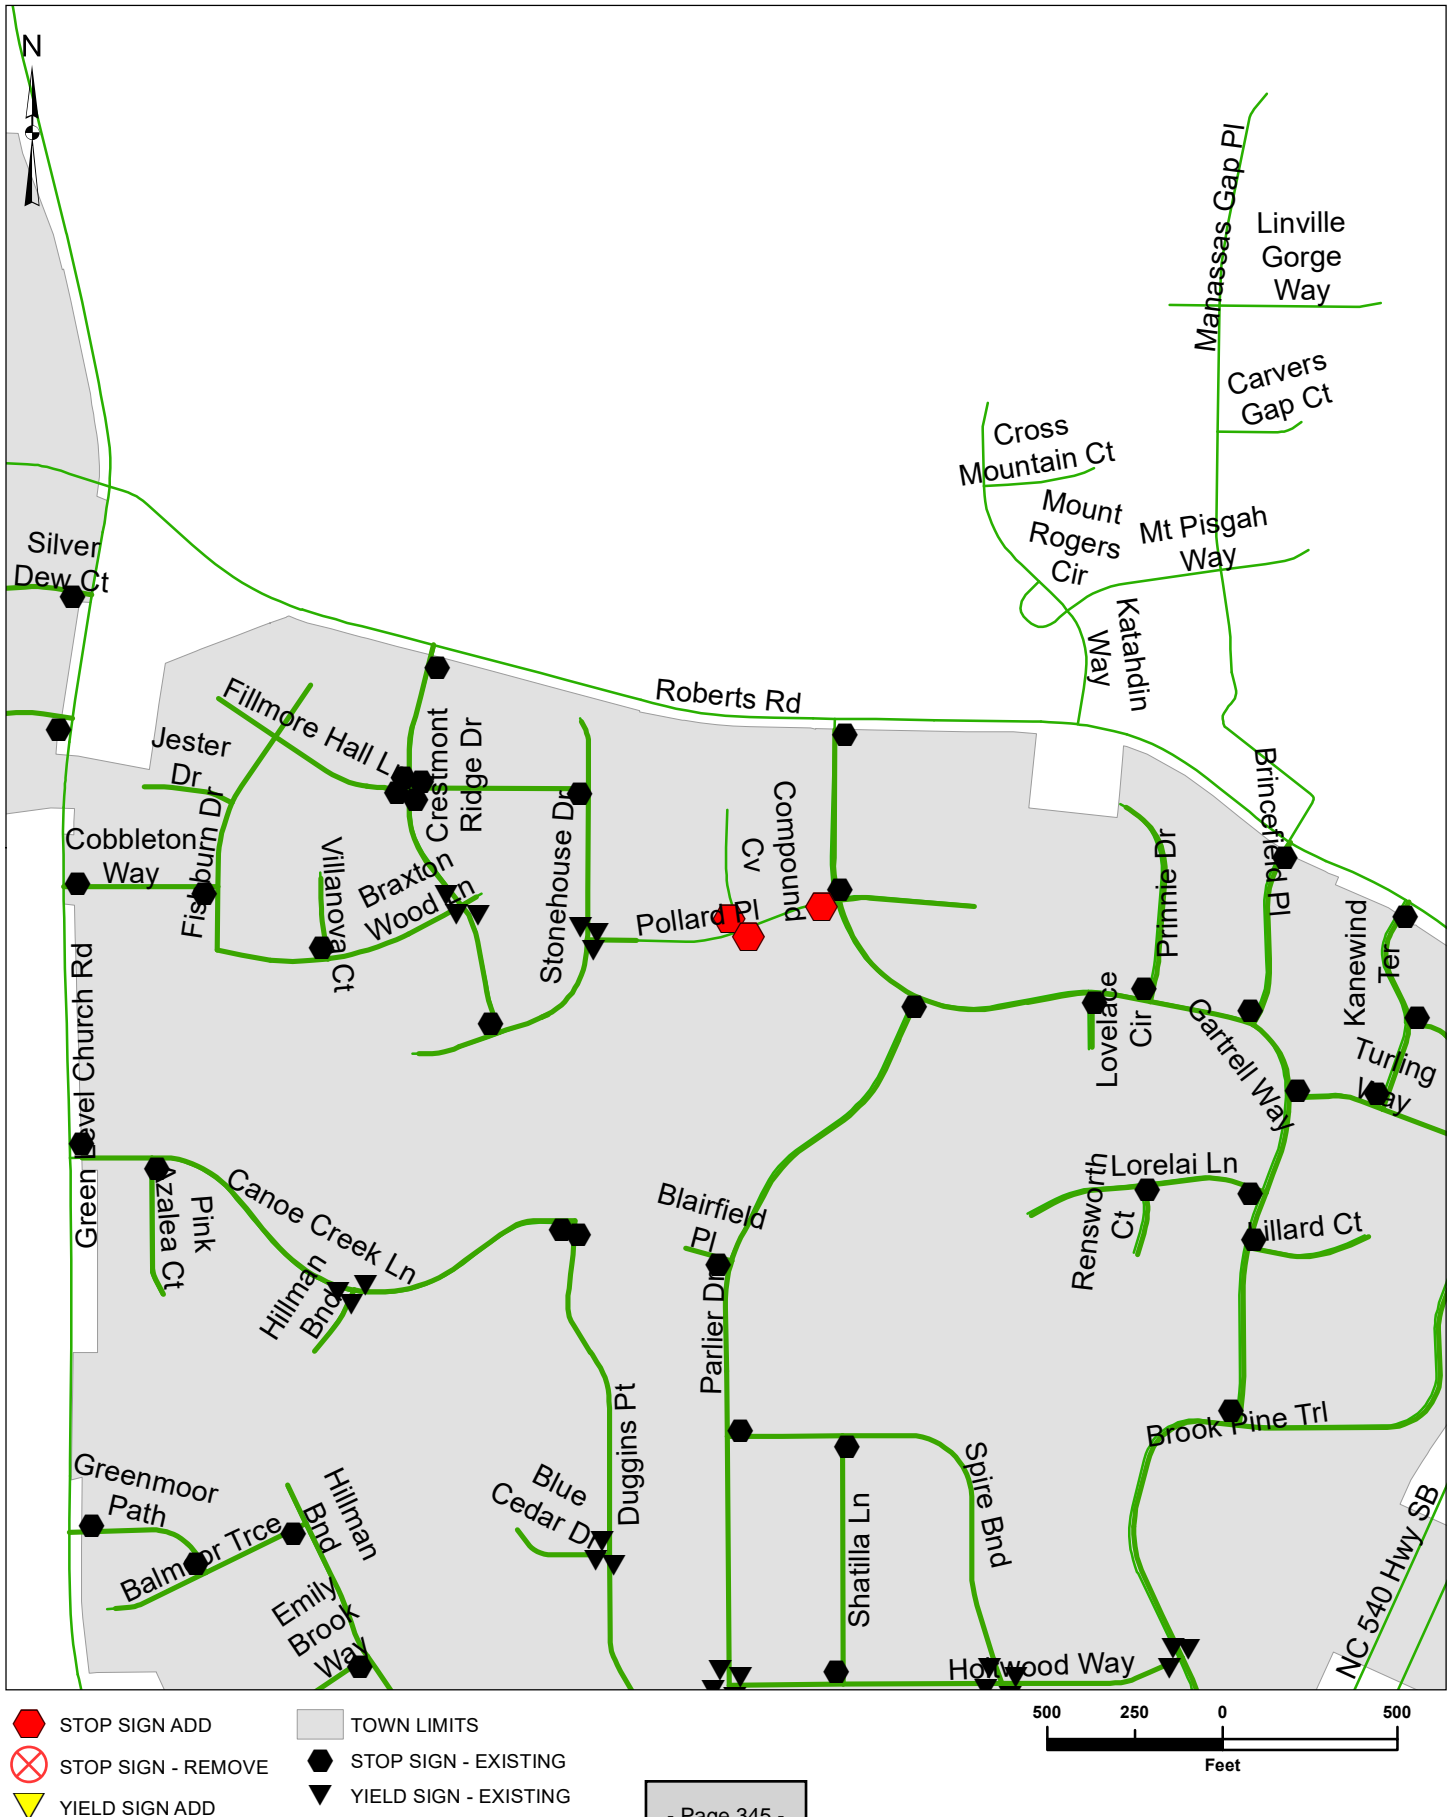 N
Manassas Gap Pl
Linville
Gorge
Way
Carvers
Gap Ct
Cross
Mountain Ct
Mount
Rogers
Cir
Mt Pisgah
Way
Katahdin
Way
Silver
Dew Ct
Roberts Rd
Fillmore Hall Ln
Jester
Dr
Crestmont
Ridge Dr
Cobbleton
Way
Fishburn Dr
Villanova Ct
Braxton
Wood Ln
Stonehouse Dr
Compound
Cv
Pollard Pl
Primnie Dr
Brincefield Pl
Kanewind
Ter
Lovelace
Cir
Gartrell Way
Turling
Way
Green Level Church Rd
Pink
Azalea Ct
Canoe Creek Ln
Hillman
Bnd
Blairfield
Pl
Parlier Dr
Lorelai Ln
Rensworth
Ct
Lillard Ct
Brook Pine Trl
Duggins Pt
Blue
Cedar Dr
Greenmoor
Path
Balmoor Trce
Hillman
Bnd
Emily
Brook
Way
Shatilla Ln
Spire Bnd
Hortwood Way
NC 540 Hwy SB
STOP SIGN ADD
STOP SIGN - REMOVE
YIELD SIGN ADD
TOWN LIMITS
STOP SIGN - EXISTING
YIELD SIGN - EXISTING
500 250 0 500
Feet
- Page 345 -